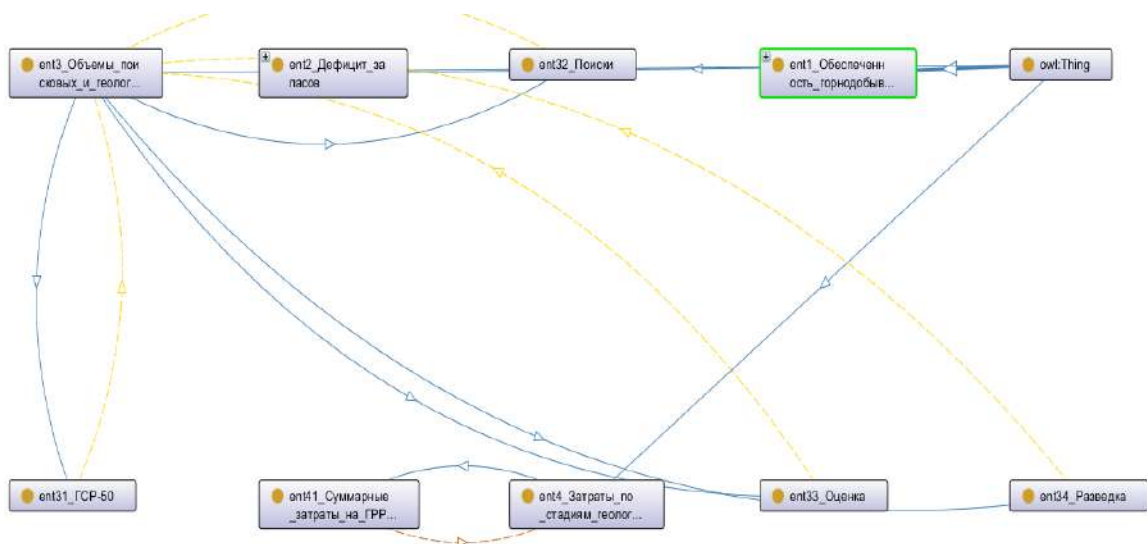 ent3_Объемы_пои
сковых_и_геолог...
ent2_Дефицит_за
пасов
ent32_Поиски
ent1_Обеспеченн
ость_горнодобыв...
owl:Thing
ent31_ГСР-50
ent41_Суммарные
_затраты_на_ГРР...
ent4_Затраты_по
_стадиям_геолог...
ent33_Оценка
ent34_Разведка